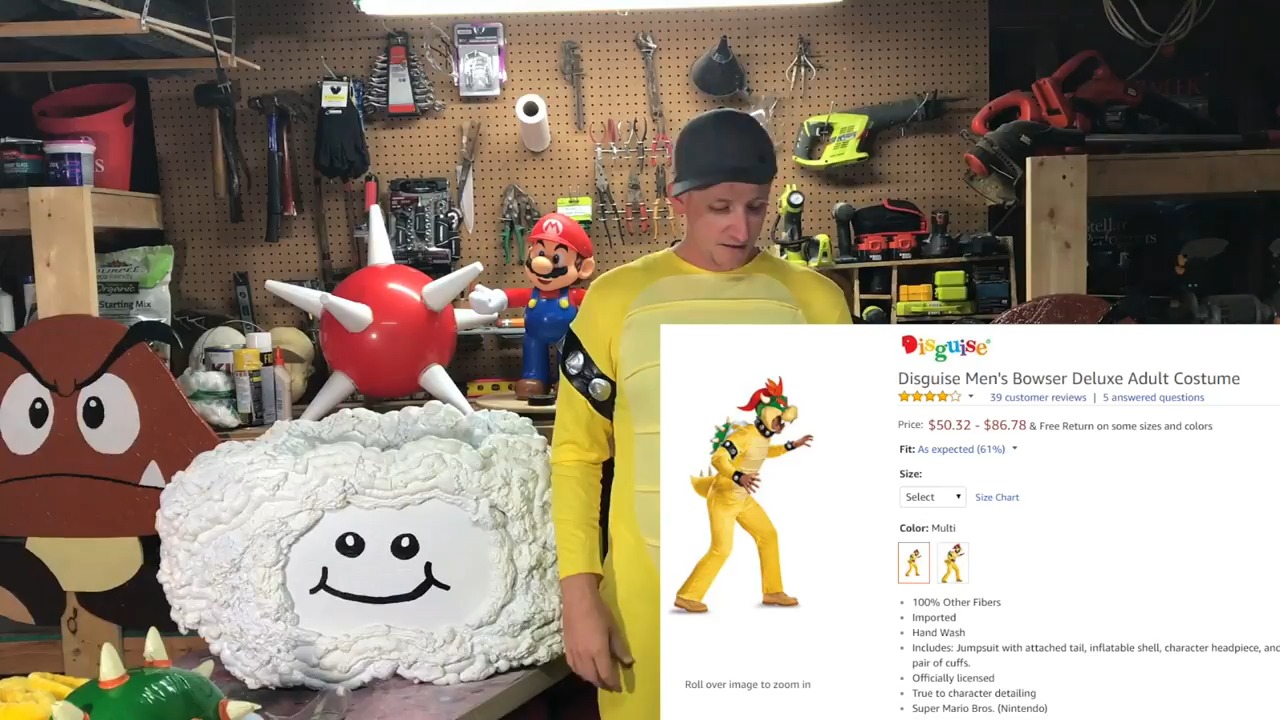 Organic
Starting Mix
M
Disguise
Disguise Men's Bowser Deluxe Adult Costume
39 customer reviews | 5 answered questions
Price: $50.32 - $86.78 & Free Return on some sizes and colors
Fit: As expected (61%)
Size:
Select
Size Chart
Color: Multi
100% Other Fibers
Imported
Hand Wash
Includes: Jumpsuit with attached tail, inflatable shell, character headpiece, and
pair of cuffs.
Officially licensed
True to character detailing
Super Mario Bros. (Nintendo)
Roll over image to zoom in